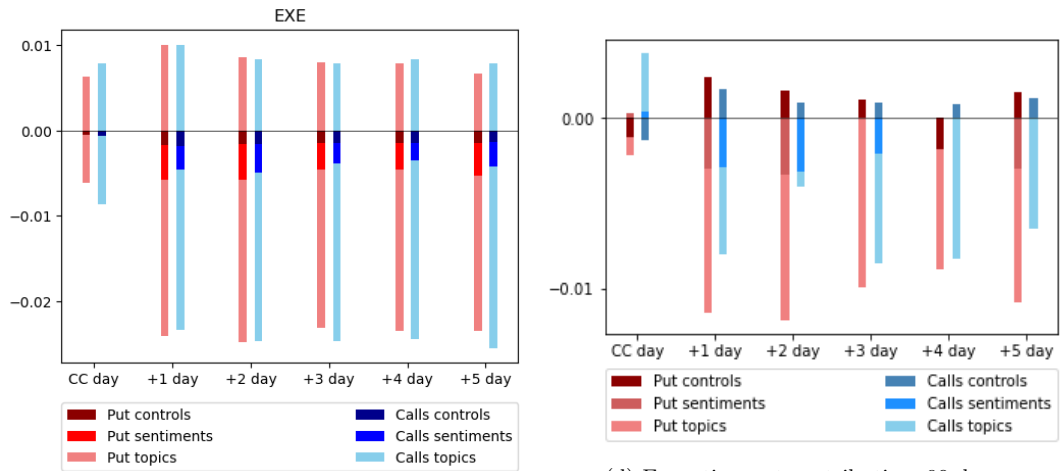 EXE
0.01
0.00
−0.01
−0.02
CC day +1 day +2 day +3 day +4 day +5 day
Put controls Calls controls
Put sentiments Calls sentiments
Put topics Calls topics
0.00
−0.01
CC day +1 day +2 day +3 day +4 day +5 day
Put controls Calls controls
Put sentiments Calls sentiments
Put topics Calls topics